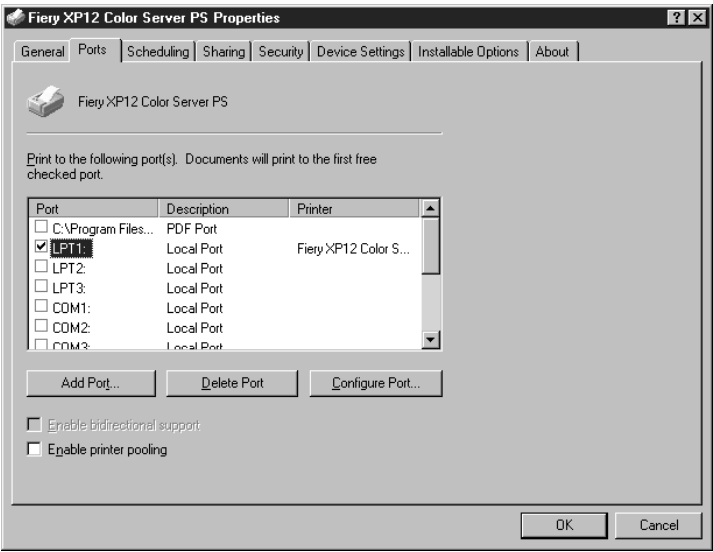 Fiery XP12 Color Server PS Properties
General Ports Scheduling Sharing Security Device Settings Installable Options About
Fiery XP12 Color Server PS
Print to the following port(s). Documents will print to the first free
checked port.
Port Description Printer
C:\Program Files... PDF Port
LPT1: Local Port Fiery XP12 Color S...
LPT2: Local Port
LPT3: Local Port
COM1: Local Port
COM2: Local Port
COM3: Local Port
Add Port... Delete Port Configure Port...
Enable bidirectional support
Enable printer pooling
OK Cancel